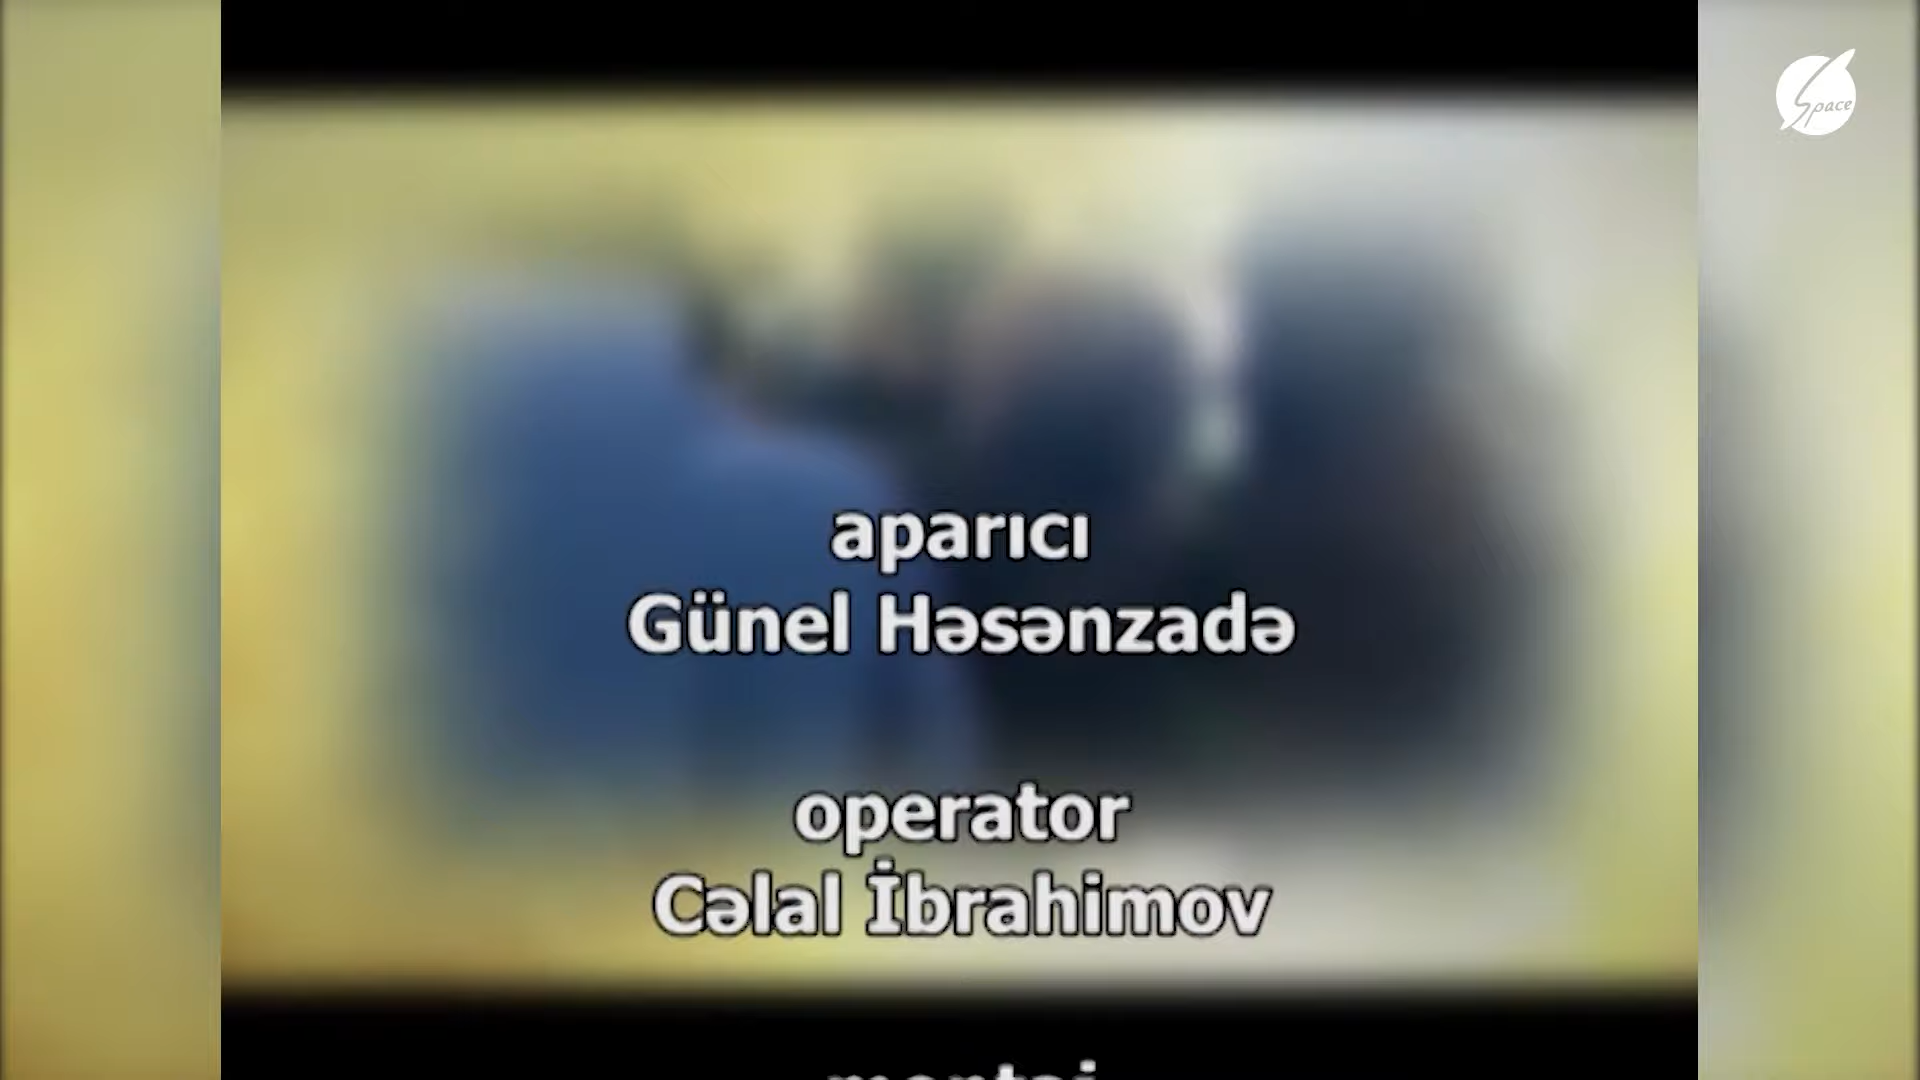 Space
aparıcı
Günel Həsənzadə
operator
Cəlal İbrahimov